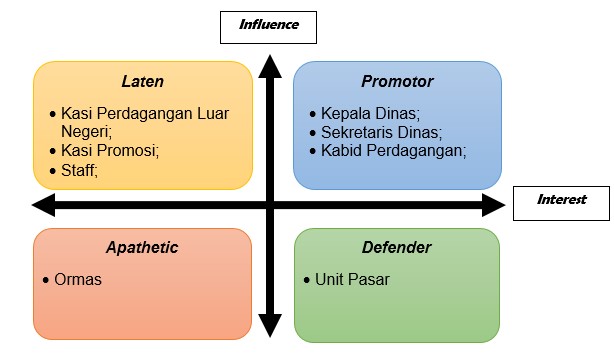 Influence
Laten
• Kasi Perdagangan Luar
Negeri;
• Kasi Promosi;
• Staff;
Promotor
• Kepala Dinas;
• Sekretaris Dinas;
• Kabid Perdagangan;
Interest
Apathetic
• Ormas
Defender
• Unit Pasar